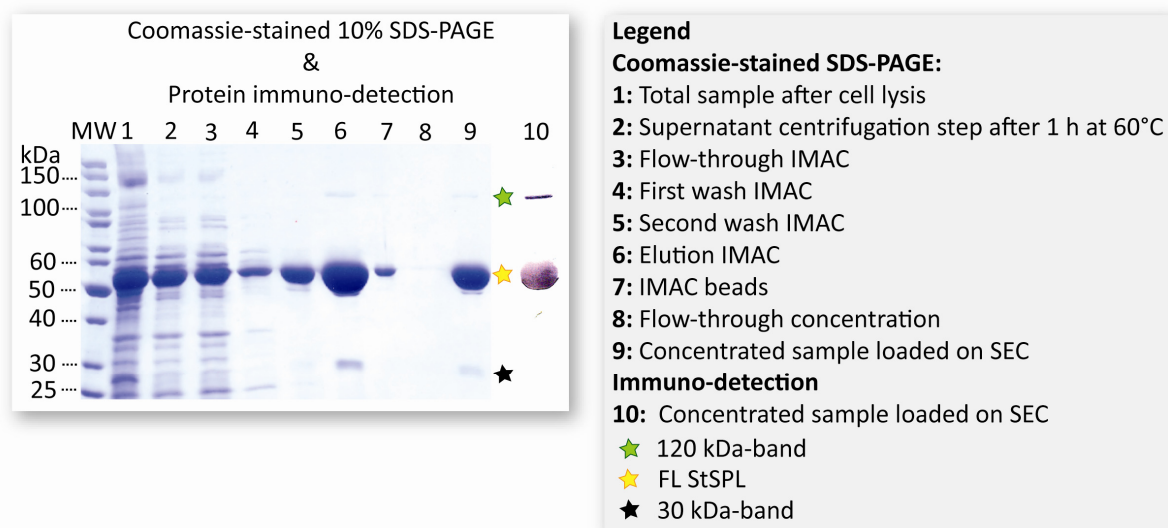 Coomassie-stained 10% SDS-PAGE
&
Protein immuno-detection
MW 1 2 3 4 5 6 7 8 9 10
kDa
150
100
60
50
40
30
25
Legend
Coomassie-stained SDS-PAGE:
1: Total sample after cell lysis
2: Supernatant centrifugation step after 1 h at 60°C
3: Flow-through IMAC
4: First wash IMAC
5: Second wash IMAC
6: Elution IMAC
7: IMAC beads
8: Flow-through concentration
9: Concentrated sample loaded on SEC
Immuno-detection
10: Concentrated sample loaded on SEC
120 kDa-band
FL StSPL
30 kDa-band